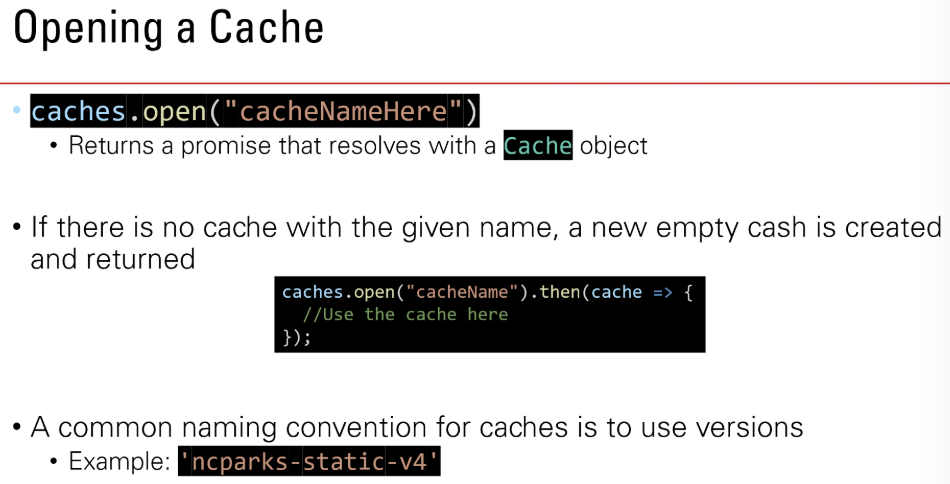 Opening a Cache
• caches.open("cacheNameHere")
• Returns a promise that resolves with a Cache object
• If there is no cache with the given name, a new empty cash is created
and returned
caches.open("cacheName").then(cache => {
//Use the cache here
});
• A common naming convention for caches is to use versions
• Example: 'ncparks-static-v4'